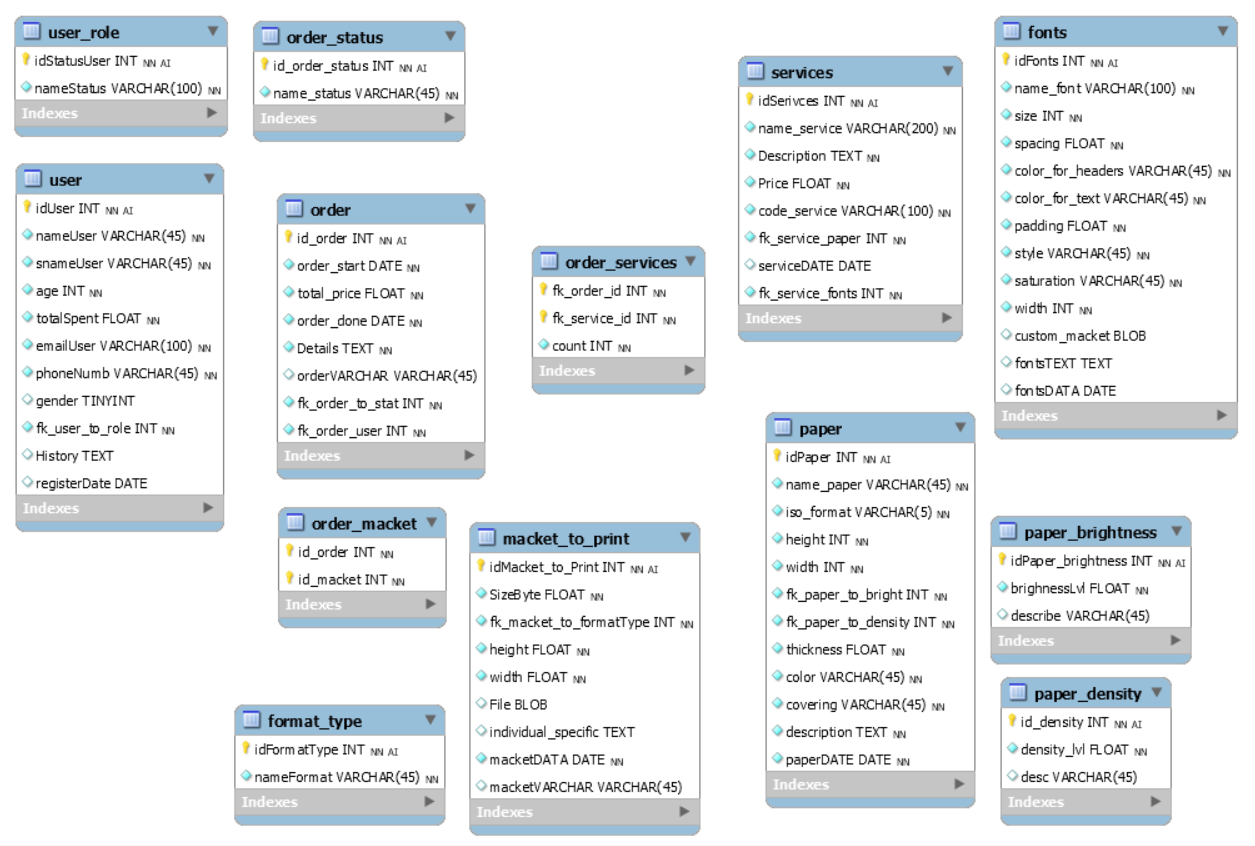 user_role
idStatusUser INT NN AI
nameStatus VARCHAR(100) NN
Indexes
order_status
id_order_status INT NN AI
name_status VARCHAR(45) NN
Indexes
user
idUser INT NN AI
nameUser VARCHAR(45) NN
snameUser VARCHAR(45) NN
age INT NN
totalSpent FLOAT NN
emailUser VARCHAR(100) NN
phoneNumb VARCHAR(45) NN
gender TINYINT
fk_user_to_role INT NN
History TEXT
registerDate DATE
Indexes
order
id_order INT NN AI
order_start DATE NN
total_price FLOAT NN
order_done DATE NN
Details TEXT NN
orderVARCHAR VARCHAR(45)
fk_order_to_stat INT NN
fk_order_user INT NN
Indexes
order_services
fk_order_id INT NN
fk_service_id INT NN
count INT NN
Indexes
services
idSerivces INT NN AI
name_service VARCHAR(200) NN
Description TEXT NN
Price FLOAT NN
code_service VARCHAR(100) NN
fk_service_paper INT NN
serviceDATE DATE
fk_service_fonts INT NN
Indexes
fonts
idFonts INT NN AI
name_font VARCHAR(100) NN
size INT NN
spacing FLOAT NN
color_for_headers VARCHAR(45) NN
color_for_text VARCHAR(45) NN
padding FLOAT NN
style VARCHAR(45) NN
saturation VARCHAR(45) NN
width INT NN
custom_macket BLOB
fontsTEXT TEXT
fontsDATA DATE
Indexes
order_macket
id_order INT NN
id_macket INT NN
Indexes
macket_to_print
idMacket_to_Print INT NN AI
SizeByte FLOAT NN
fk_macket_to_formatType INT NN
height FLOAT NN
width FLOAT NN
File BLOB
individual_specific TEXT
macketDATA DATE NN
macketVARCHAR VARCHAR(45)
Indexes
format_type
idFormatType INT NN AI
nameFormat VARCHAR(45) NN
Indexes
paper
idPaper INT NN AI
name_paper VARCHAR(45) NN
iso_format VARCHAR(5) NN
height INT NN
width INT NN
fk_paper_to_bright INT NN
fk_paper_to_density INT NN
thickness FLOAT NN
color VARCHAR(45) NN
covering VARCHAR(45) NN
description TEXT NN
paperDATE DATE NN
Indexes
paper_brightness
idPaper_brightness INT NN AI
brighnessLvl FLOAT NN
describe VARCHAR(45)
Indexes
paper_density
id_density INT NN AI
density_lvl FLOAT NN
desc VARCHAR(45)
Indexes